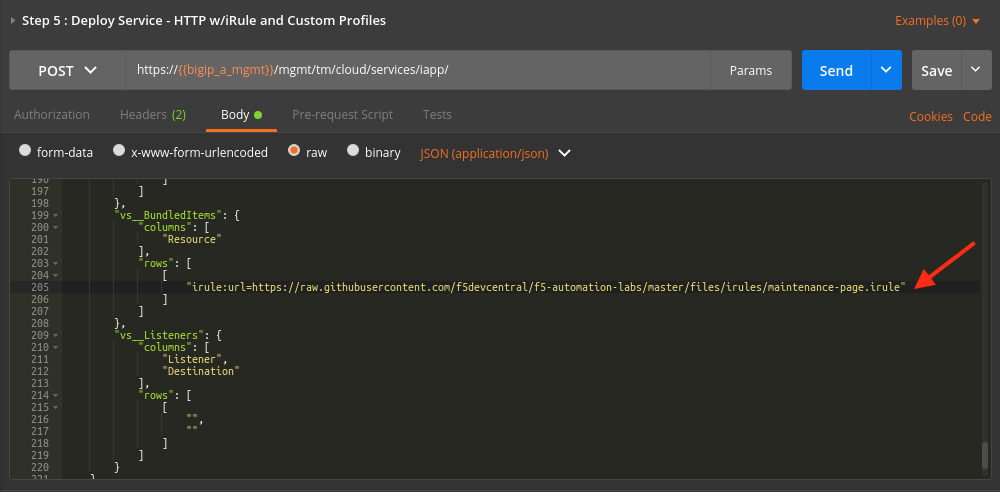 Step 5 : Deploy Service - HTTP w/iRule and Custom Profiles Examples (0)
POST https://{{bigip_a_mgmt}}/mgmt/tm/cloud/services/iapp/ Params Send Save
Authorization Headers (2) Body Pre-request Script Tests Cookies Code
form-data x-www-form-urlencoded raw binary JSON (application/json)
196 ]
197 ]
198 },
199 "vs__BundledItems": {
200 "columns": [
201 "Resource"
202 ],
203 "rows": [
204 [
205 "irule:url=https://raw.githubusercontent.com/f5devcentral/f5-automation-labs/master/files/irules/maintenance-page.irule"
206 ]
207 ]
208 },
209 "vs__Listeners": {
210 "columns": [
211 "Listener",
212 "Destination"
213 ],
214 "rows": [
215 [
216 "",
217 ""
218 ]
219 ]
220 }
221 }